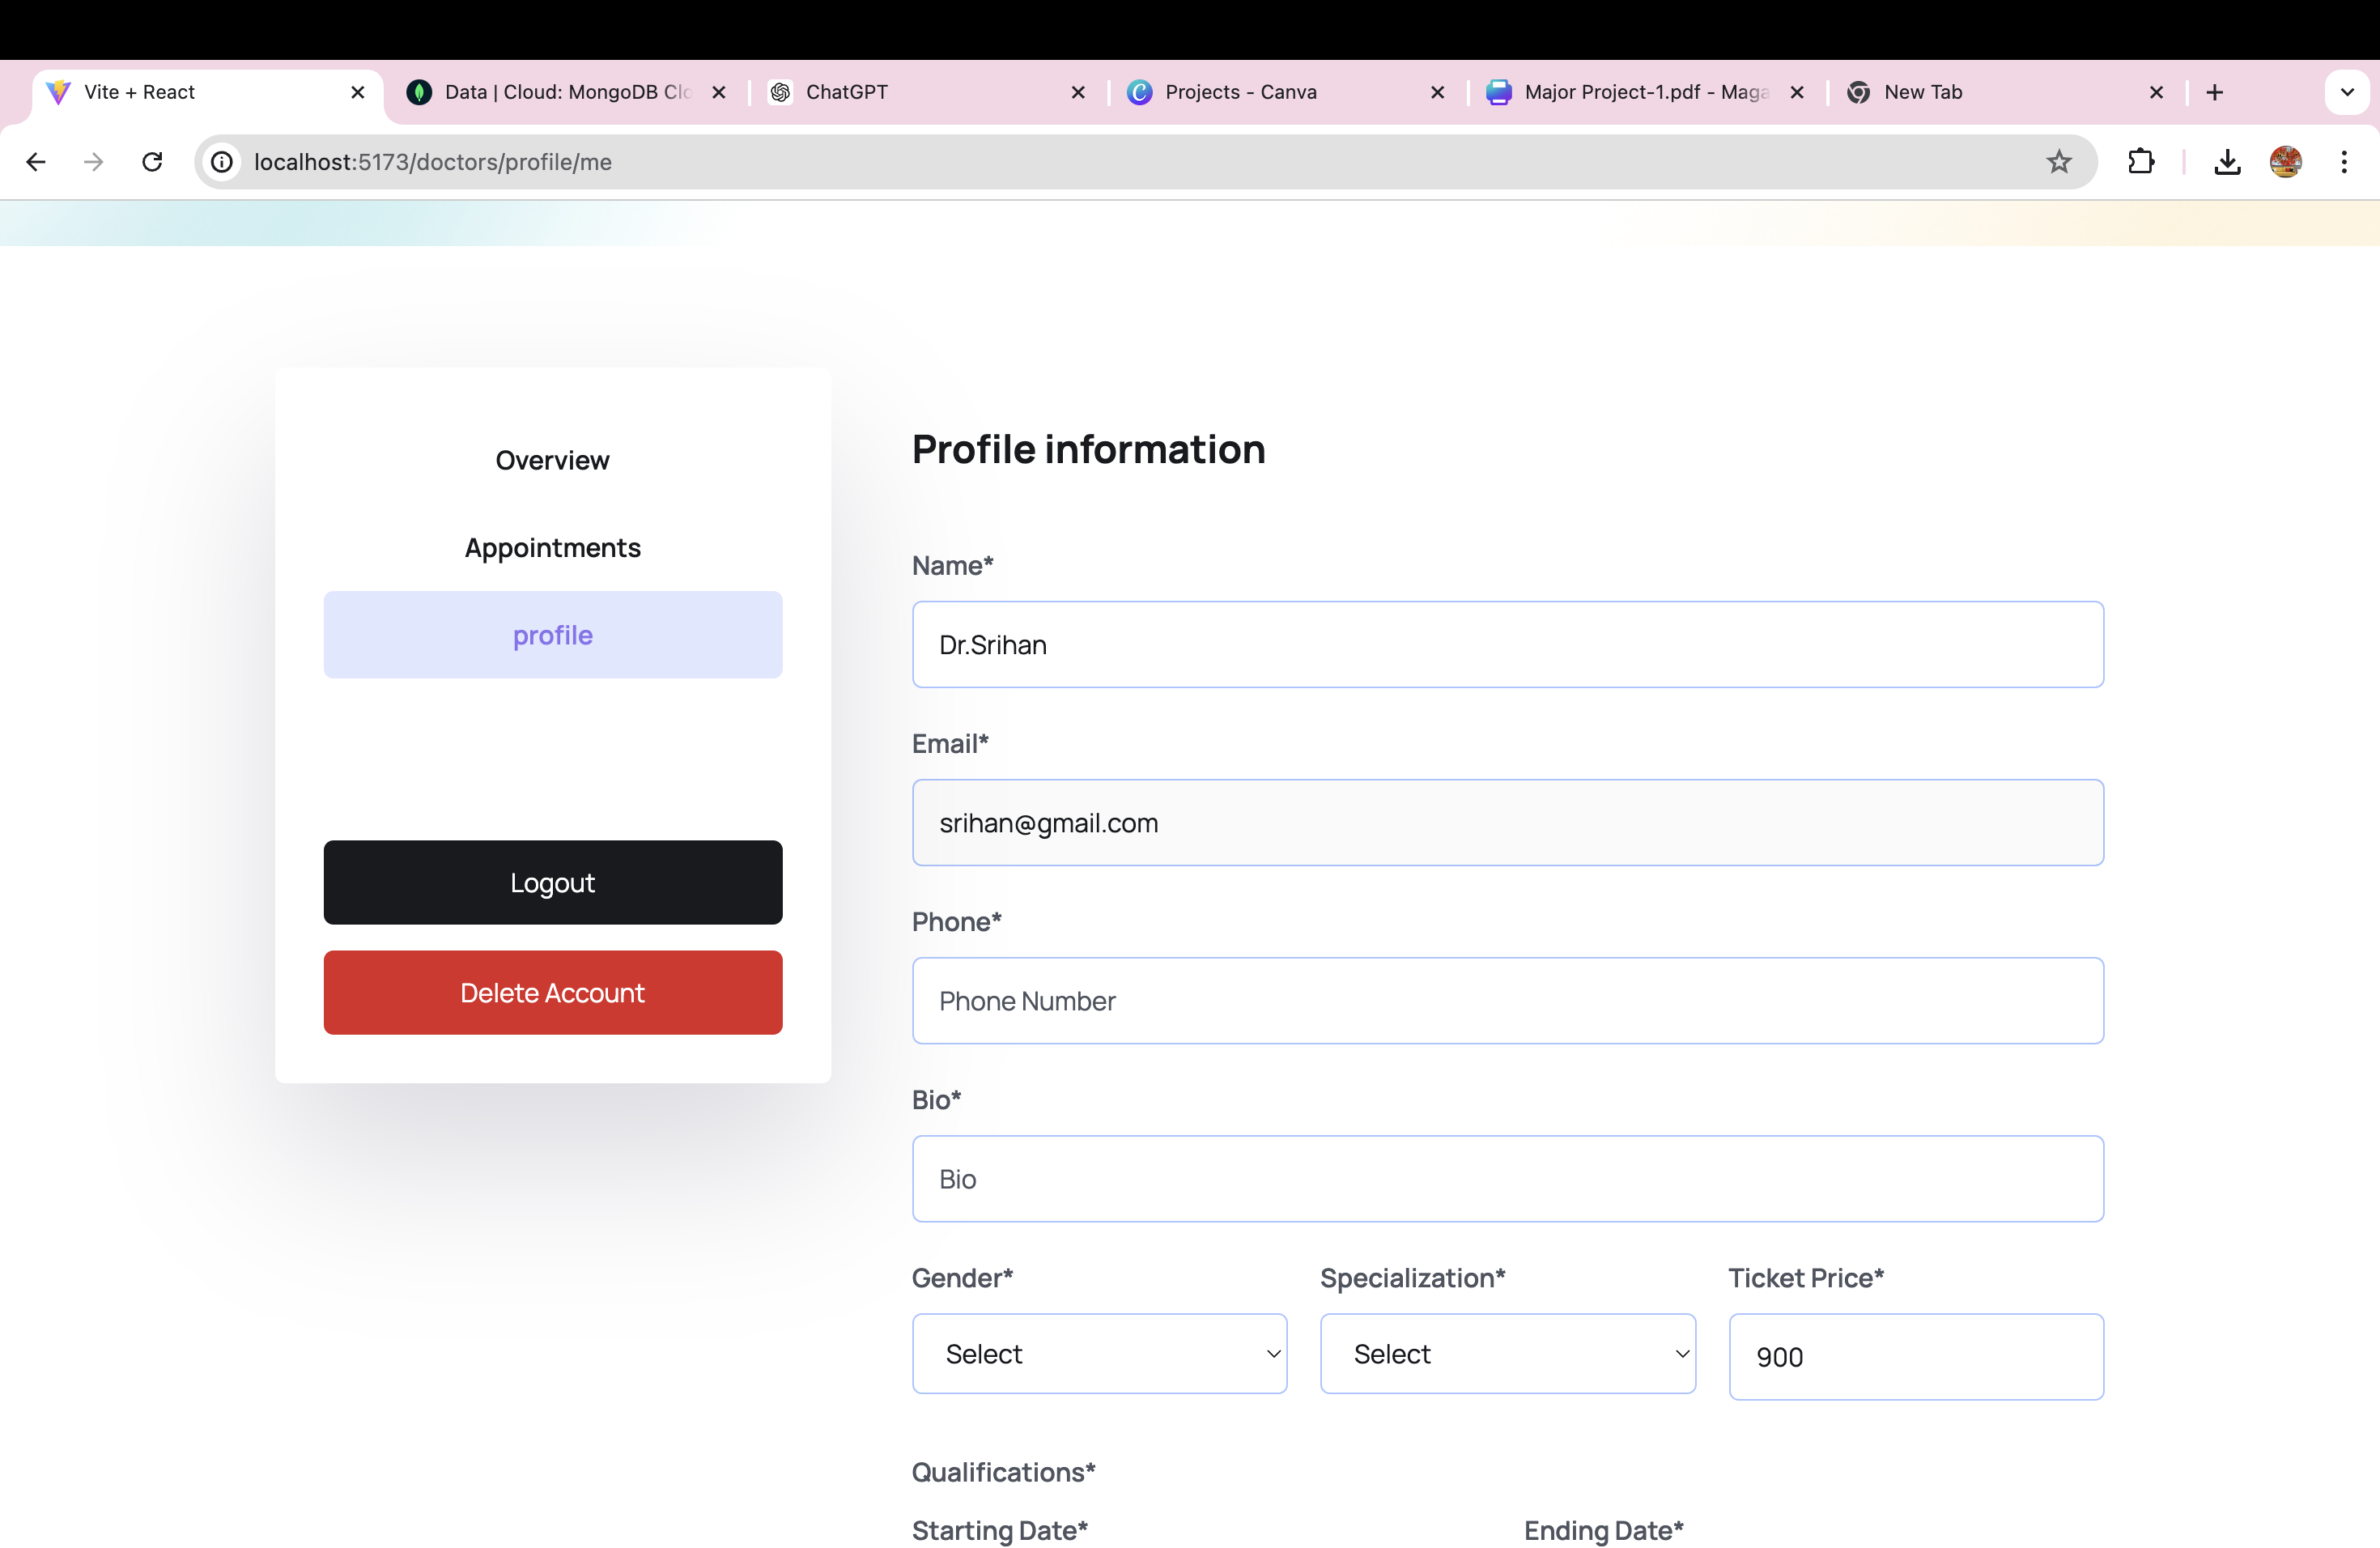 Vite + React
Data | Cloud: MongoDB Clo
ChatGPT
Projects - Canva
Major Project-1.pdf - Maga
New Tab
localhost:5173/doctors/profile/me
Overview
Appointments
profile
Logout
Delete Account
Profile information
Name*
Dr.Srihan
Email*
srihan@gmail.com
Phone*
Phone Number
Bio*
Bio
Gender* Specialization* Ticket Price*
Select Select 900
Qualifications*
Starting Date* Ending Date*